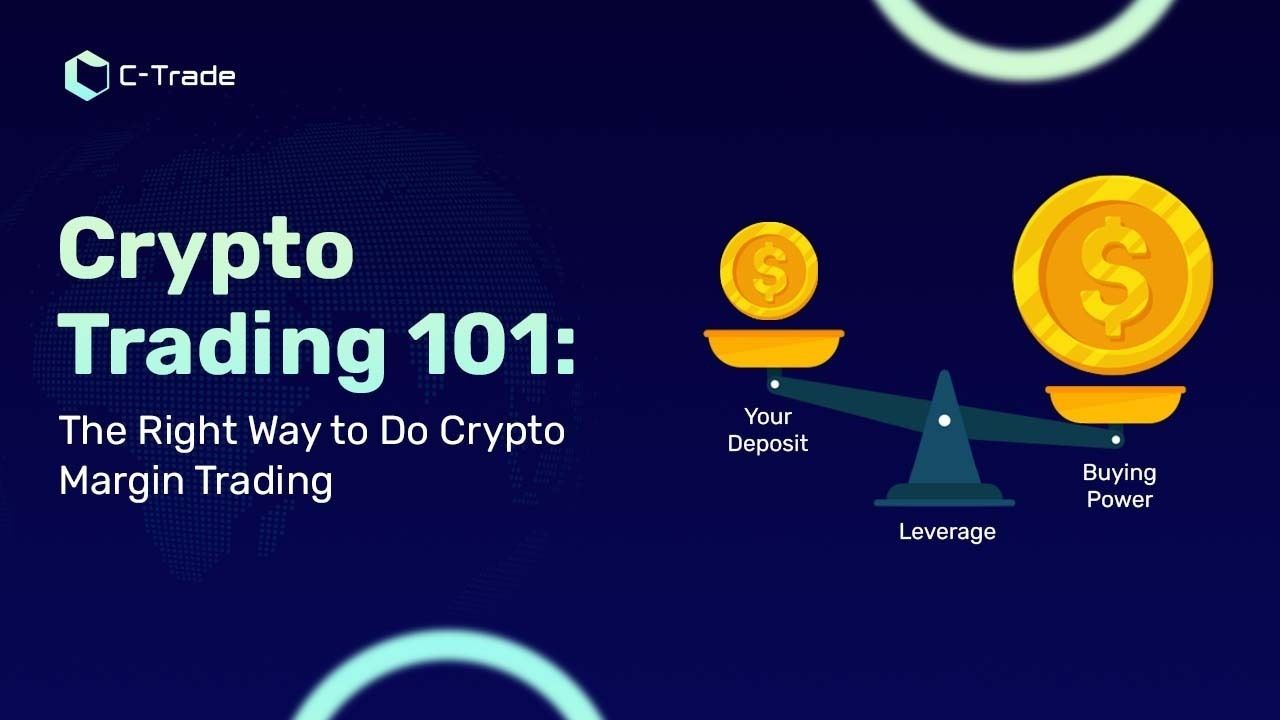 C-Trade
Crypto
Trading 101:
The Right Way to Do Crypto
Margin Trading
$
$
Your
Deposit
Buying
Power
Leverage